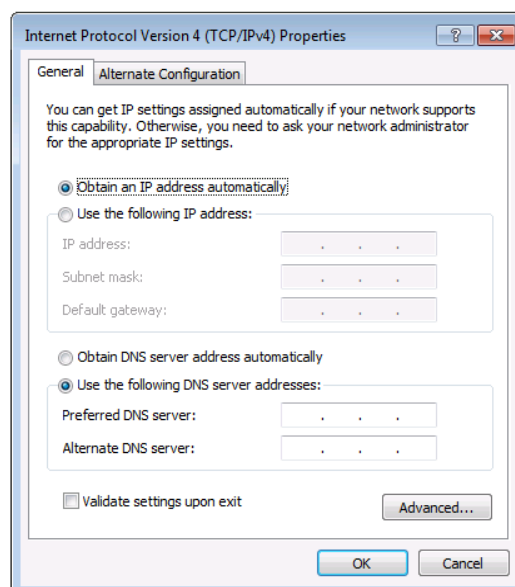 Internet Protocol Version 4 (TCP/IPv4) Properties
General
Alternate Configuration
You can get IP settings assigned automatically if your network supports
this capability. Otherwise, you need to ask your network administrator
for the appropriate IP settings.
Obtain an IP address automatically
Use the following IP address:
IP address:
Subnet mask:
Default gateway:
Obtain DNS server address automatically
Use the following DNS server addresses:
Preferred DNS server:
Alternate DNS server:
Validate settings upon exit
Advanced...
OK
Cancel